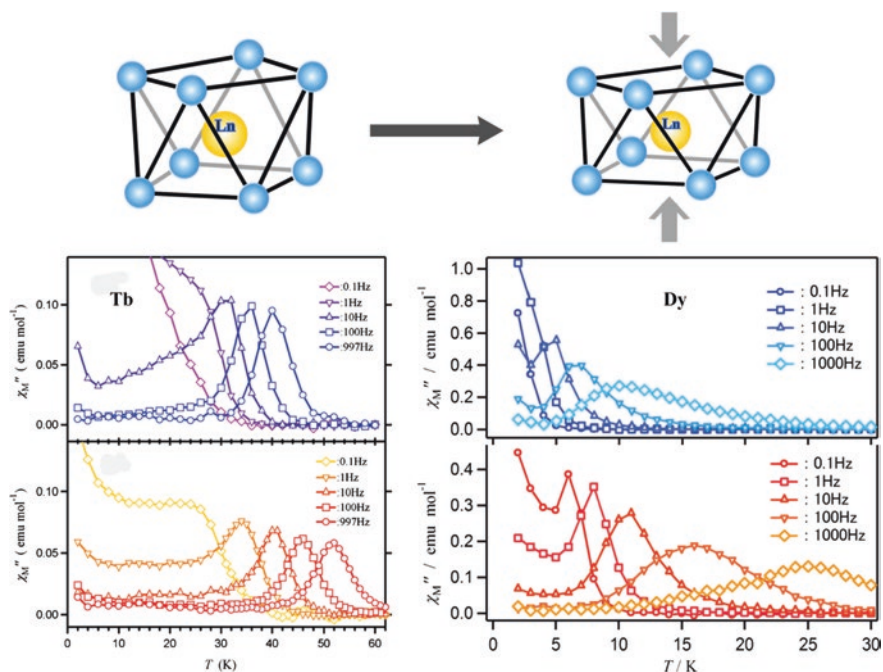 Ln
Ln
Tb
:0.1Hz
:1Hz
:10Hz
:100Hz
:997Hz
0.10
0.05
0.00
χM″ ( emu mol⁻¹)
:0.1Hz
:1Hz
:10Hz
:100Hz
:997Hz
0.10
0.05
0.00
χM″ ( emu mol⁻¹)
0 10 20 30 40 50 60
T (K)
Dy
: 0.1Hz
: 1Hz
: 10Hz
: 100Hz
: 1000Hz
1.0
0.8
0.6
0.4
0.2
0.0
χM″ / emu mol⁻¹
: 0.1Hz
: 1Hz
: 10Hz
: 100Hz
: 1000Hz
0.4
0.3
0.2
0.1
0.0
χM″ / emu mol⁻¹
0 5 10 15 20 25 30
T / K